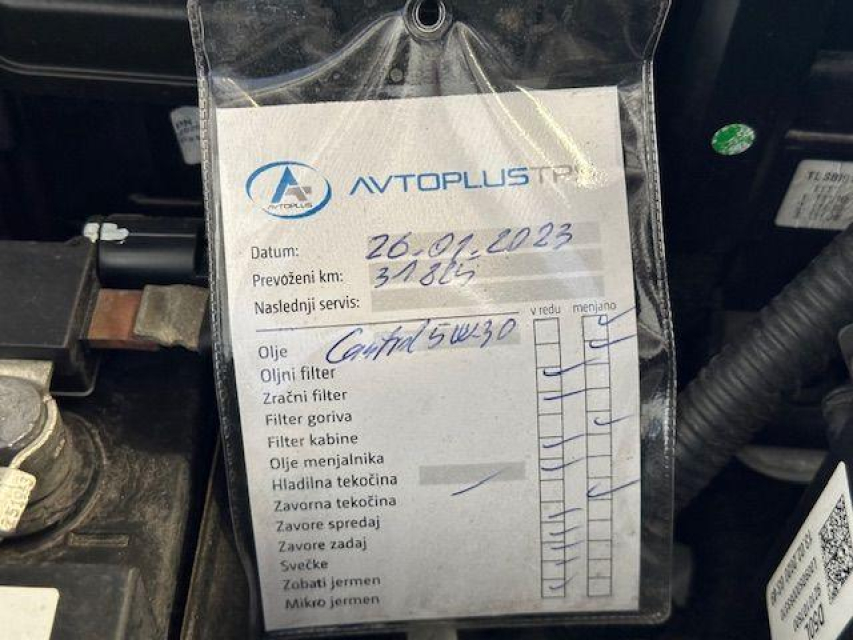 AVTOPLUS
AVTOPLUSTP
Datum: 26.01.2023
Prevoženi km:
Naslednji servis:
v redu menjano
Olje Castrol 5W-30
Oljni filter
Zračni filter
Filter goriva
Filter kabine
Olje menjalnika
Hladilna tekočina
Zavorna tekočina
Zavore spredaj
Zavore zadaj
Svečke
Zobati jermen
Mikro jermen